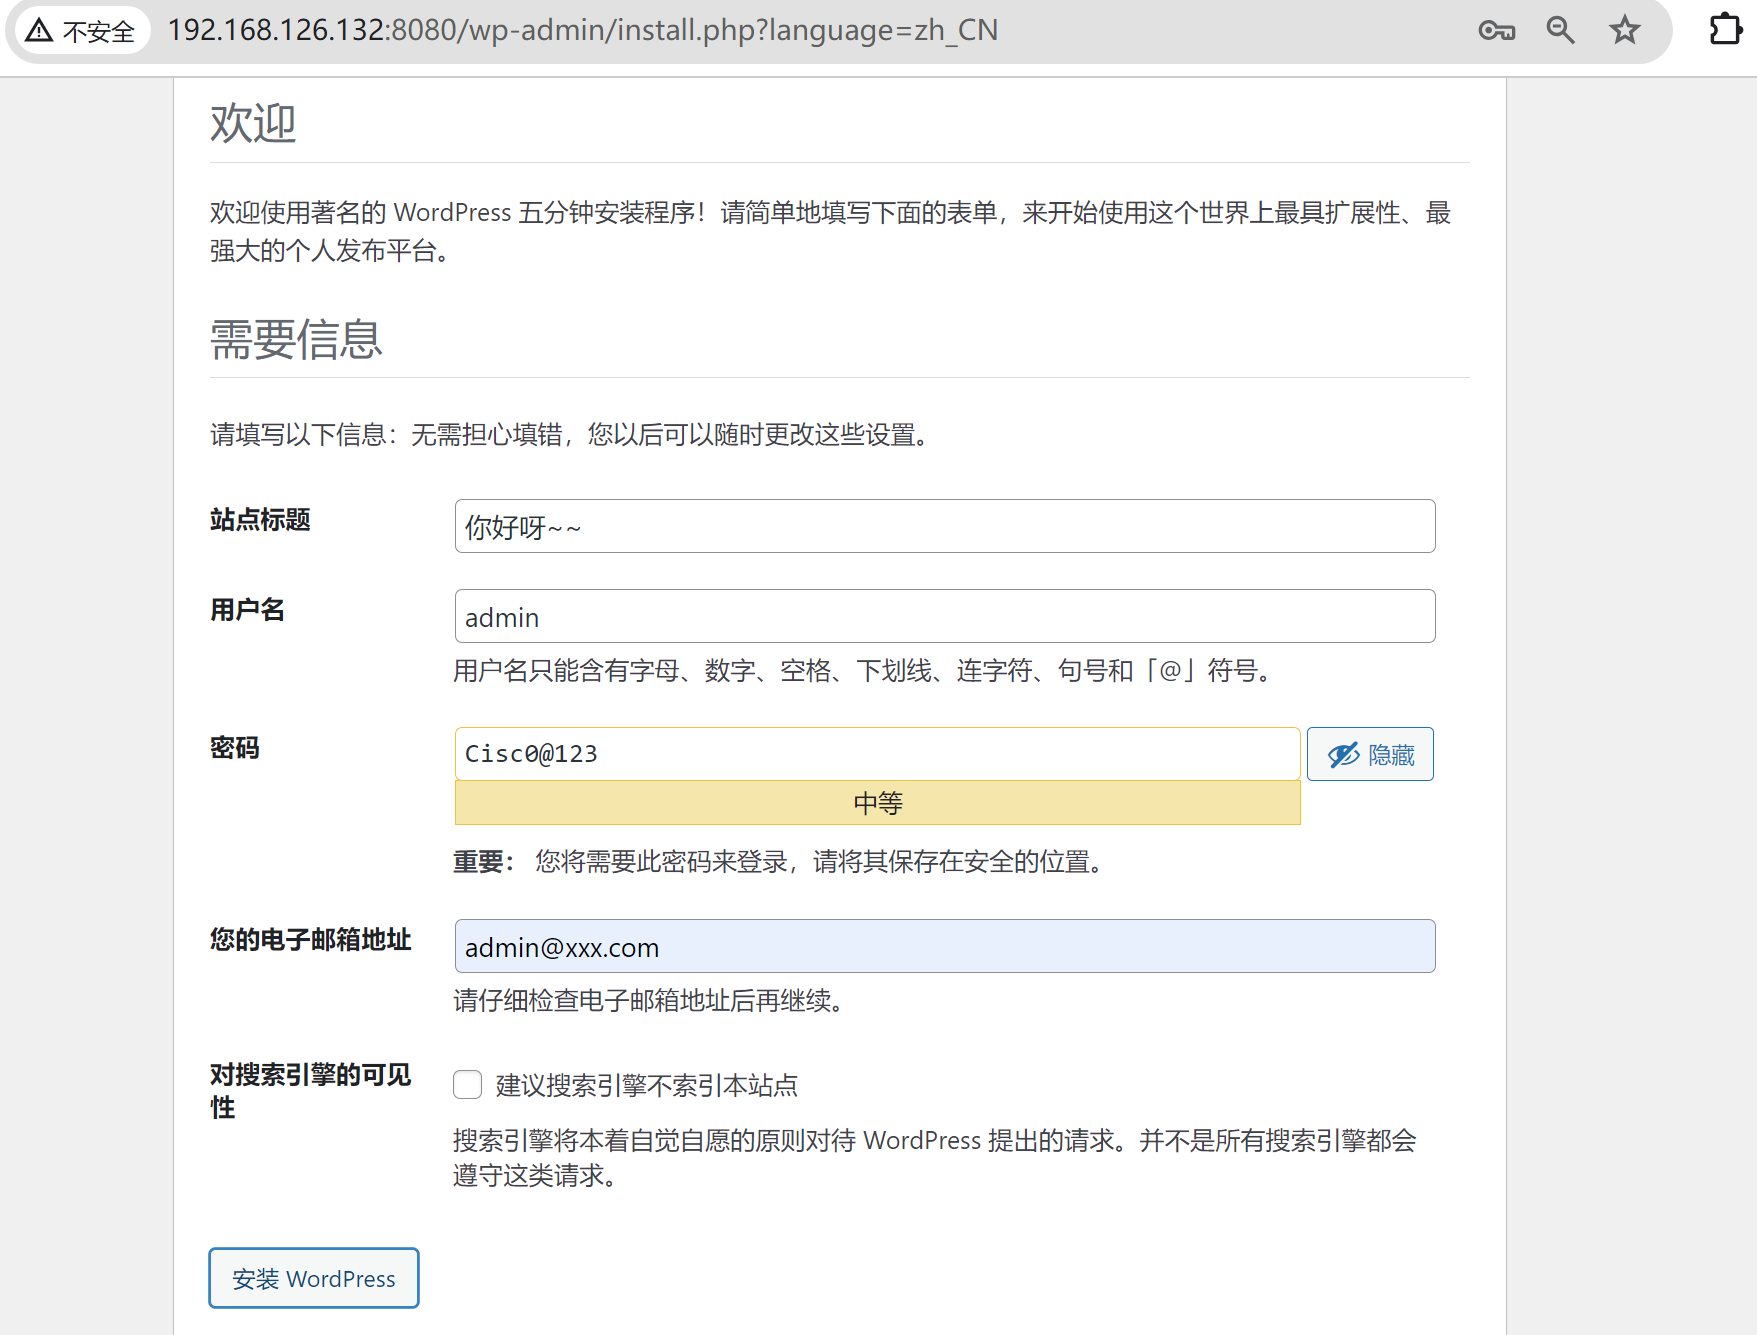 不安全 192.168.126.132:8080/wp-admin/install.php?language=zh_CN
欢迎
欢迎使用著名的 WordPress 五分钟安装程序！请简单地填写下面的表单，来开始使用这个世界上最具扩展性、最
强大的个人发布平台。
需要信息
请填写以下信息：无需担心填错，您以后可以随时更改这些设置。
站点标题 你好呀~~
用户名 admin
用户名只能含有字母、数字、空格、下划线、连字符、句号和「@」符号。
密码 Cisc0@123 隐藏
中等
重要： 您将需要此密码来登录，请将其保存在安全的位置。
您的电子邮箱地址 admin@xxx.com
请仔细检查电子邮箱地址后再继续。
对搜索引擎的可见
性
建议搜索引擎不索引本站点
搜索引擎将本着自觉自愿的原则对待 WordPress 提出的请求。并不是所有搜索引擎都会
遵守这类请求。
安装 WordPress